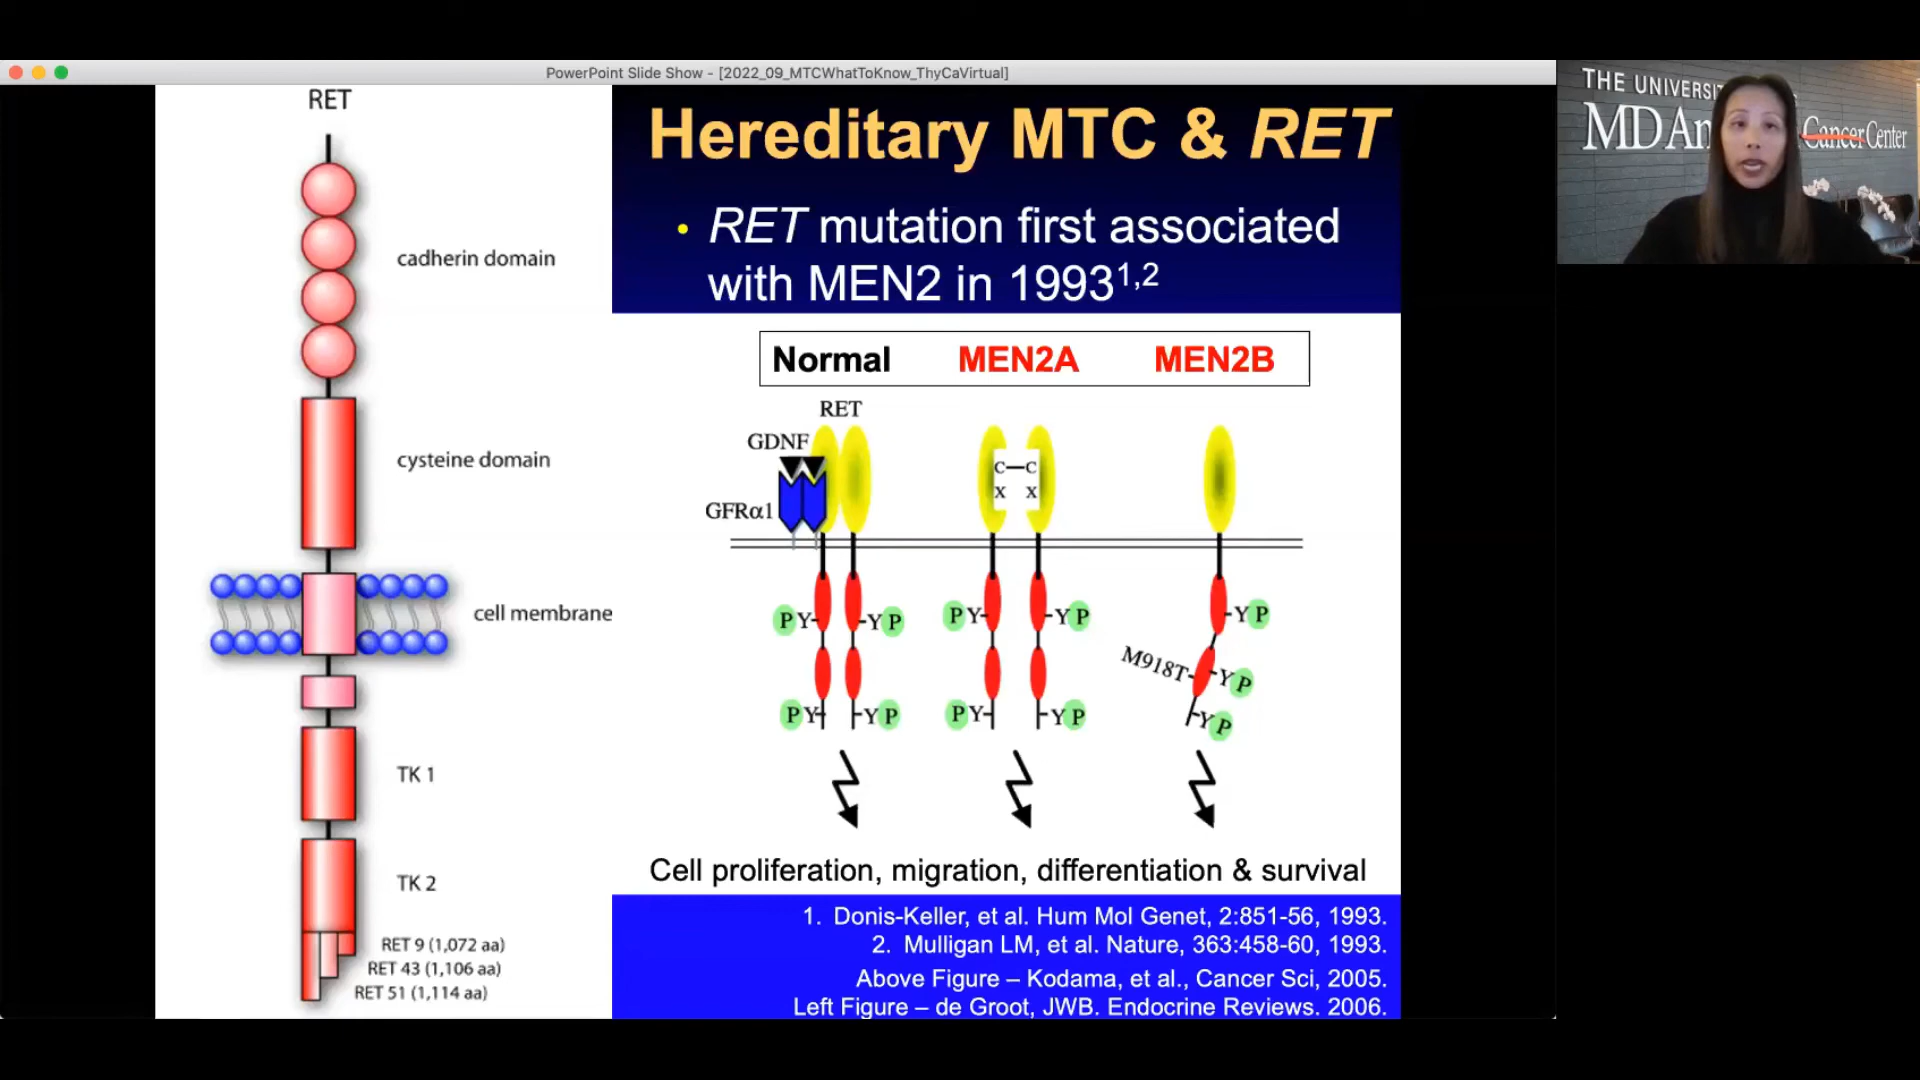 PowerPoint Slide Show - [2022_09_MTCWhatToKnow_ThyCaVirtual]
RET
cadherin domain
cysteine domain
cell membrane
TK 1
TK 2
RET 9 (1,072 aa)
RET 43 (1,106 aa)
RET 51 (1,114 aa)
Hereditary MTC & RET
• RET mutation first associated
with MEN2 in 1993¹,²
Normal MEN2A MEN2B
RET
GDNF
GFRα1
C—C
X X
P Y Y P P Y Y P Y P
M918T Y P
P Y Y P P Y Y P Y P
Cell proliferation, migration, differentiation & survival
1. Donis-Keller, et al. Hum Mol Genet, 2:851-56, 1993.
2. Mulligan LM, et al. Nature, 363:458-60, 1993.
Above Figure – Kodama, et al., Cancer Sci, 2005.
Left Figure – de Groot, JWB. Endocrine Reviews. 2006.
THE UNIVERSI
MD An Cancer Center